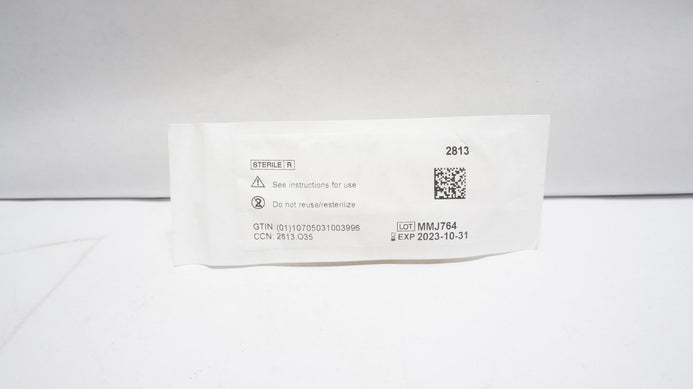 2813
STERILE R
See instructions for use
2 Do not reuse/resterilize
GTIN: (01)10705031003996
CCN: 2813.O35
LOT MMJ764
EXP 2023-10-31